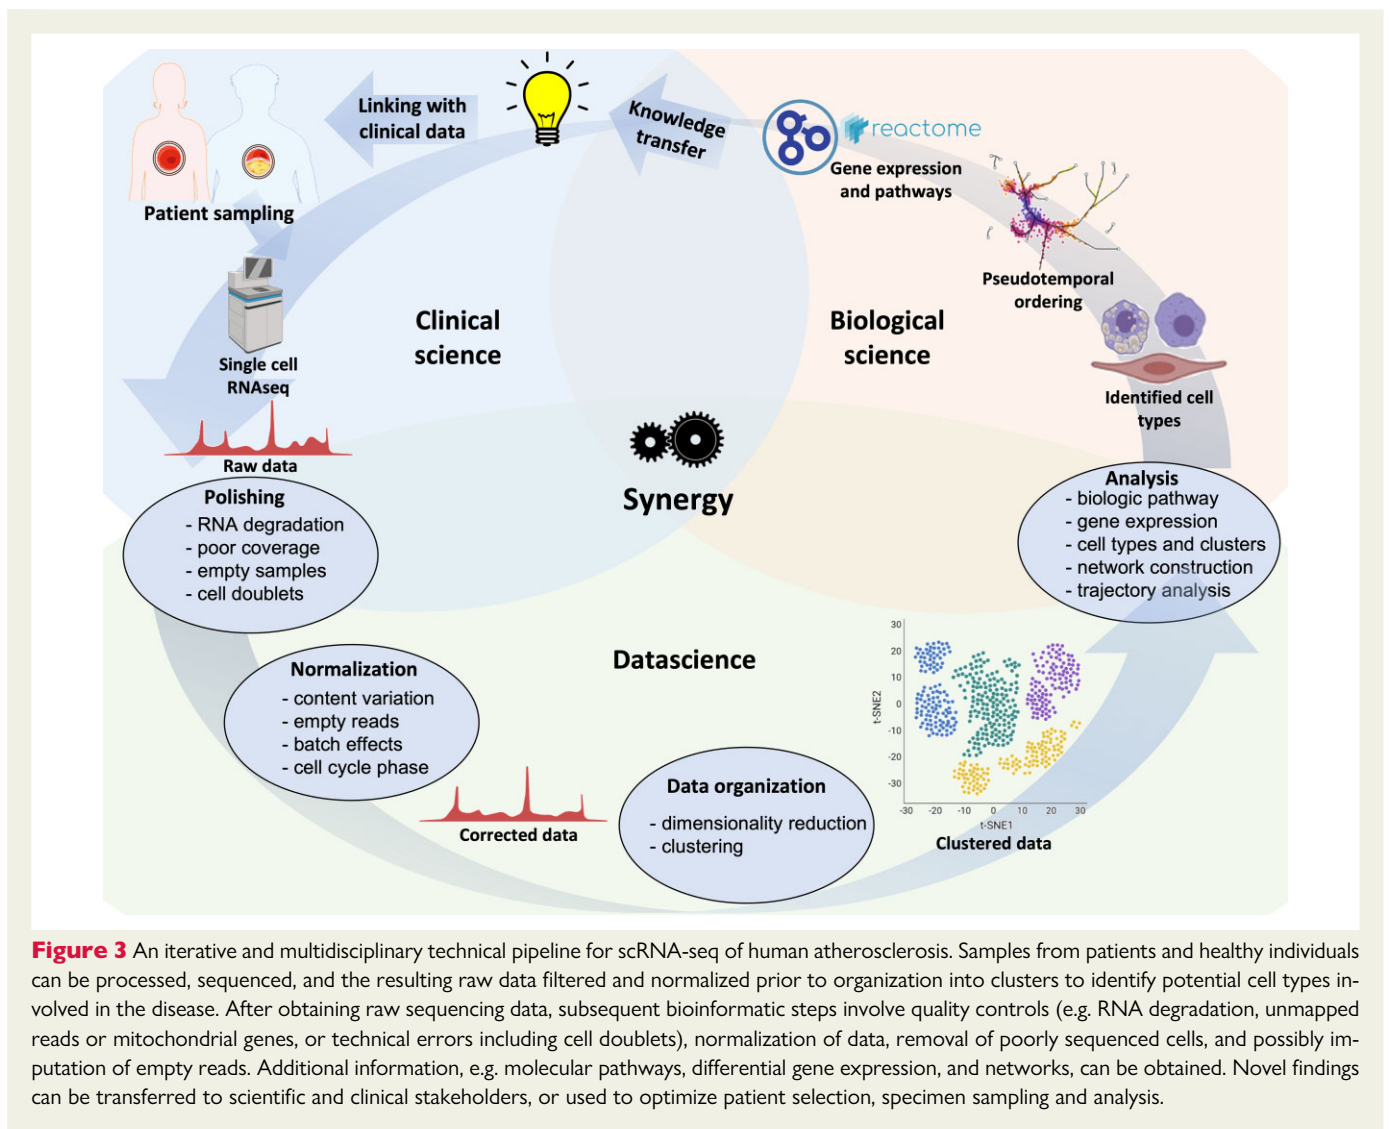 Linking with
clinical data
Knowledge
transfer
reactome
Gene expression
and pathways
Patient sampling
Pseudotemporal
ordering
Clinical
science
Biological
science
Single cell
RNAseq
Identified cell
types
Raw data
Synergy
Polishing
- RNA degradation
- poor coverage
- empty samples
- cell doublets
Analysis
- biologic pathway
- gene expression
- cell types and clusters
- network construction
- trajectory analysis
Datascience
Normalization
- content variation
- empty reads
- batch effects
- cell cycle phase
Corrected data
Data organization
- dimensionality reduction
- clustering
30
20
10
0
-10
-20
-30
t-SNE2
-30 -20 -10 0 10 20 30
t-SNE1
Clustered data
Figure 3 An iterative and multidisciplinary technical pipeline for scRNA-seq of human atherosclerosis. Samples from patients and healthy individuals
can be processed, sequenced, and the resulting raw data filtered and normalized prior to organization into clusters to identify potential cell types in-
volved in the disease. After obtaining raw sequencing data, subsequent bioinformatic steps involve quality controls (e.g. RNA degradation, unmapped
reads or mitochondrial genes, or technical errors including cell doublets), normalization of data, removal of poorly sequenced cells, and possibly im-
putation of empty reads. Additional information, e.g. molecular pathways, differential gene expression, and networks, can be obtained. Novel findings
can be transferred to scientific and clinical stakeholders, or used to optimize patient selection, specimen sampling and analysis.